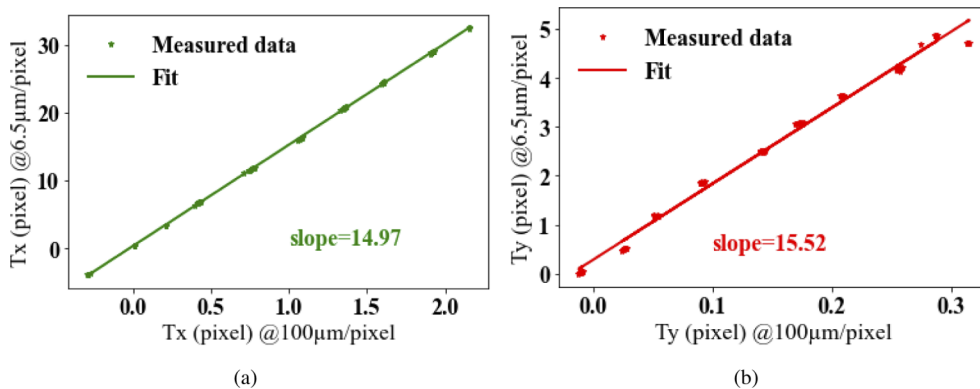 30
20
10
0
Tx (pixel) @6.5µm/pixel
Measured data
Fit
slope=14.97
0.0 0.5 1.0 1.5 2.0
Tx (pixel) @100µm/pixel
(a)
5
4
3
2
1
0
Ty (pixel) @6.5µm/pixel
Measured data
Fit
slope=15.52
0.0 0.1 0.2 0.3
Ty (pixel) @100µm/pixel
(b)